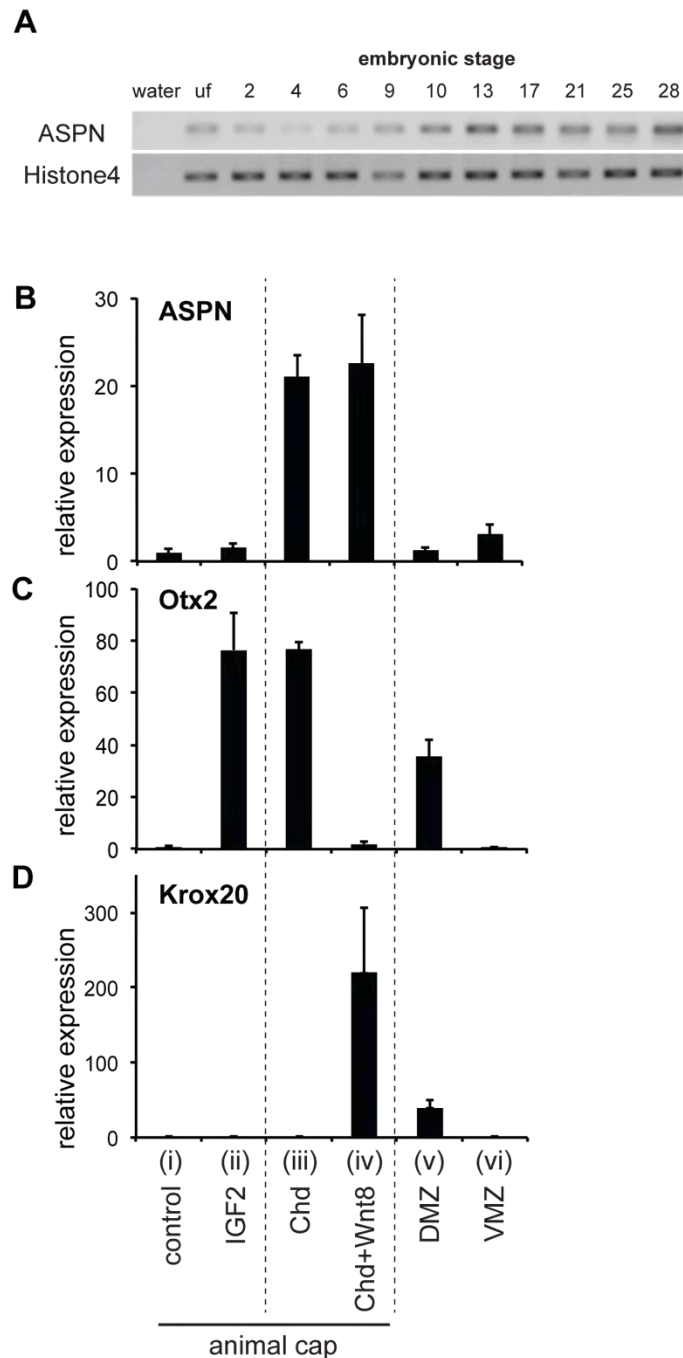 A
embryonic stage
water uf 2 4 6 9 10 13 17 21 25 28
ASPN
Histone4
B
ASPN
relative expression
30
20
10
0
C
Otx2
relative expression
100
80
60
40
20
0
D
Krox20
relative expression
300
200
100
0
(i) (ii) (iii) (iv) (v) (vi)
control IGF2 Chd Chd+Wnt8 DMZ VMZ
animal cap